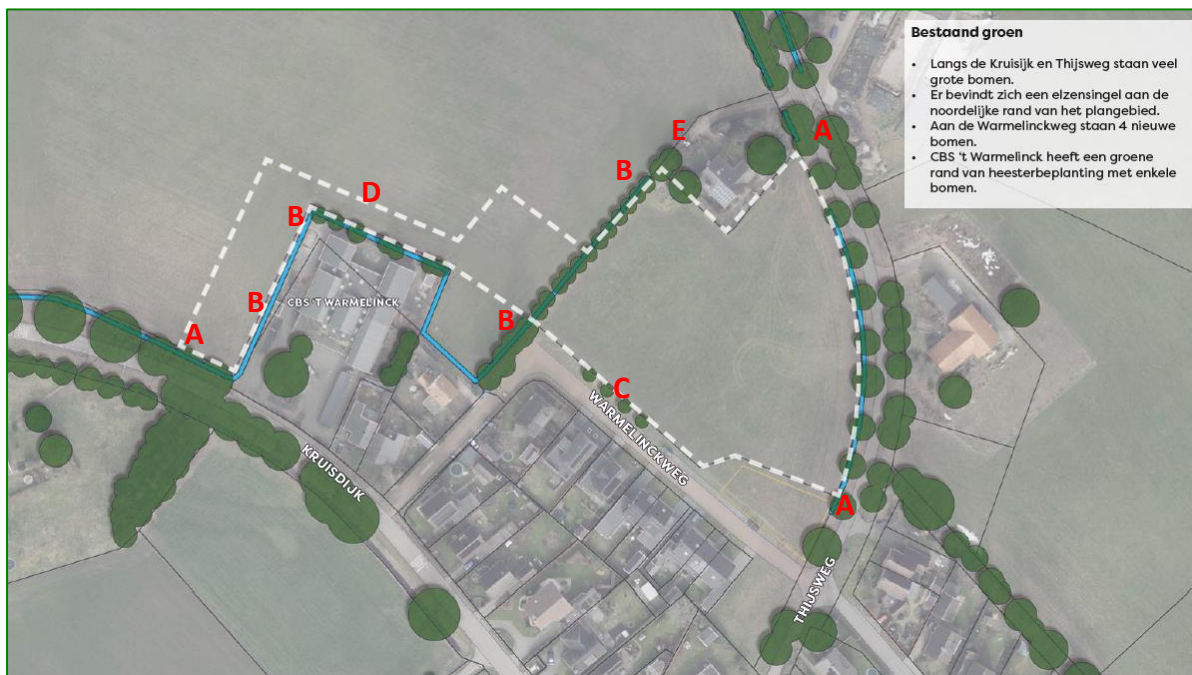 Bestaand groen
• Langs de Kruisijk en Thijsweg staan veel
grote bomen.
• Er bevindt zich een elzensingel aan de
noordelijke rand van het plangebied.
• Aan de Warmelinckweg staan 4 nieuwe
bomen.
• CBS 't Warmelinck heeft een groene
rand van heesterbeplanting met enkele
bomen.
E
A
B
D
B
B
CBS 'T WARMELINCK
A
B
C
WARMELINCKWEG
KRUISDIJK
A
THIJSWEG